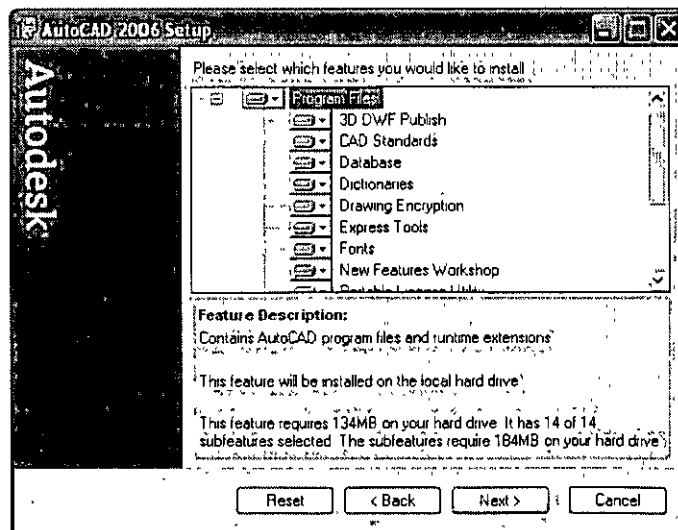 AutoCAD 2006 Setup
Autodesk
Please select which features you would like to install
Program Files
3D DWF Publish
CAD Standards
Database
Dictionaries
Drawing Encryption
Express Tools
Fonts
New Features Workshop
Portable License Utility
Feature Description:
Contains AutoCAD program files and runtime extensions
This feature will be installed on the local hard drive
This feature requires 134MB on your hard drive It has 14 of 14
subfeatures selected The subfeatures require 184MB on your hard drive
Reset
< Back
Next >
Cancel